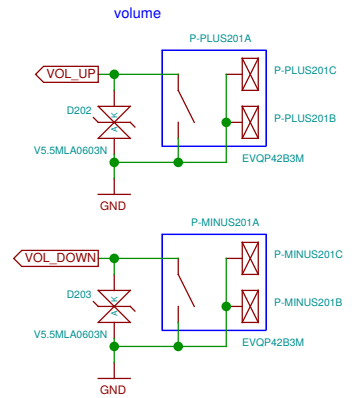 volume
P-PLUS201A
VOL_UP
P-PLUS201C
D202
A K
P-PLUS201B
V5.5MLA0603N
EVQP42B3M
GND
P-MINUS201A
VOL_DOWN
P-MINUS201C
D203
A K
P-MINUS201B
V5.5MLA0603N
EVQP42B3M
GND